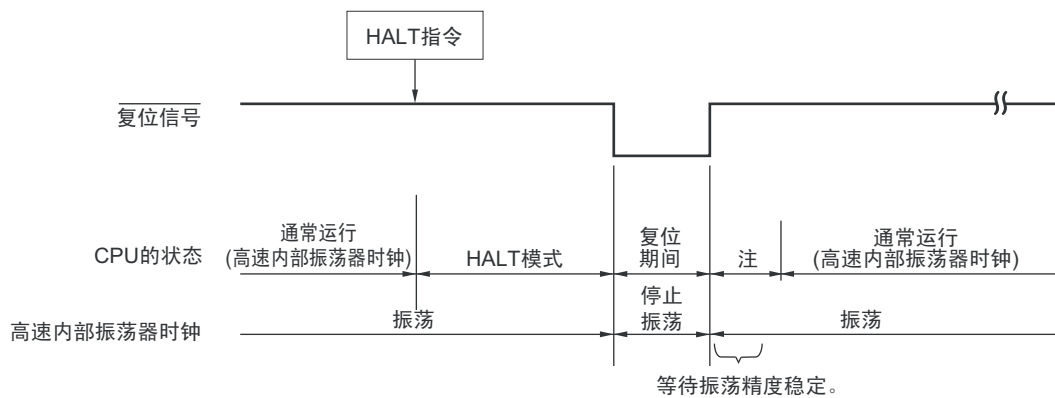 HALT指令
复位信号
通常运行
(高速内部振荡器时钟)
CPU的状态
HALT模式
复位
期间
注
通常运行
(高速内部振荡器时钟)
高速内部振荡器时钟
振荡
停止
振荡
振荡
等待振荡精度稳定。